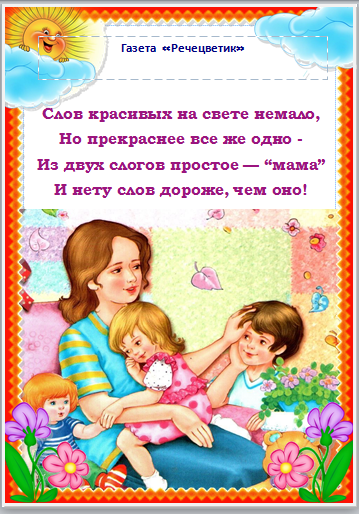 Газета «Речецветик»
Слов красивых на свете немало,
Но прекраснее все же одно -
Из двух слогов простое — “мама”
И нету слов дороже, чем оно!